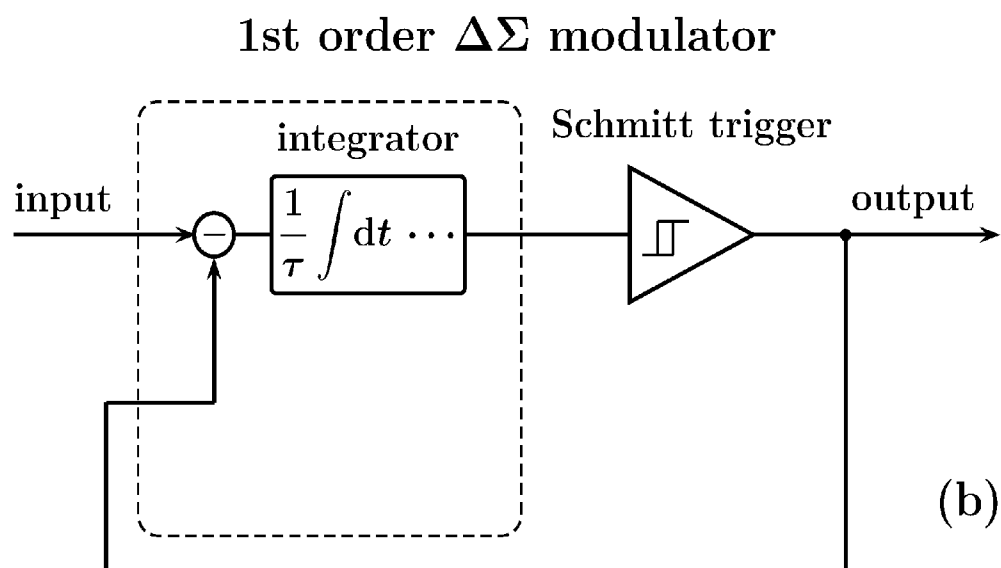 1st order ΔΣ modulator
integrator
Schmitt trigger
input
output
−
1/τ ∫dt ···
(b)